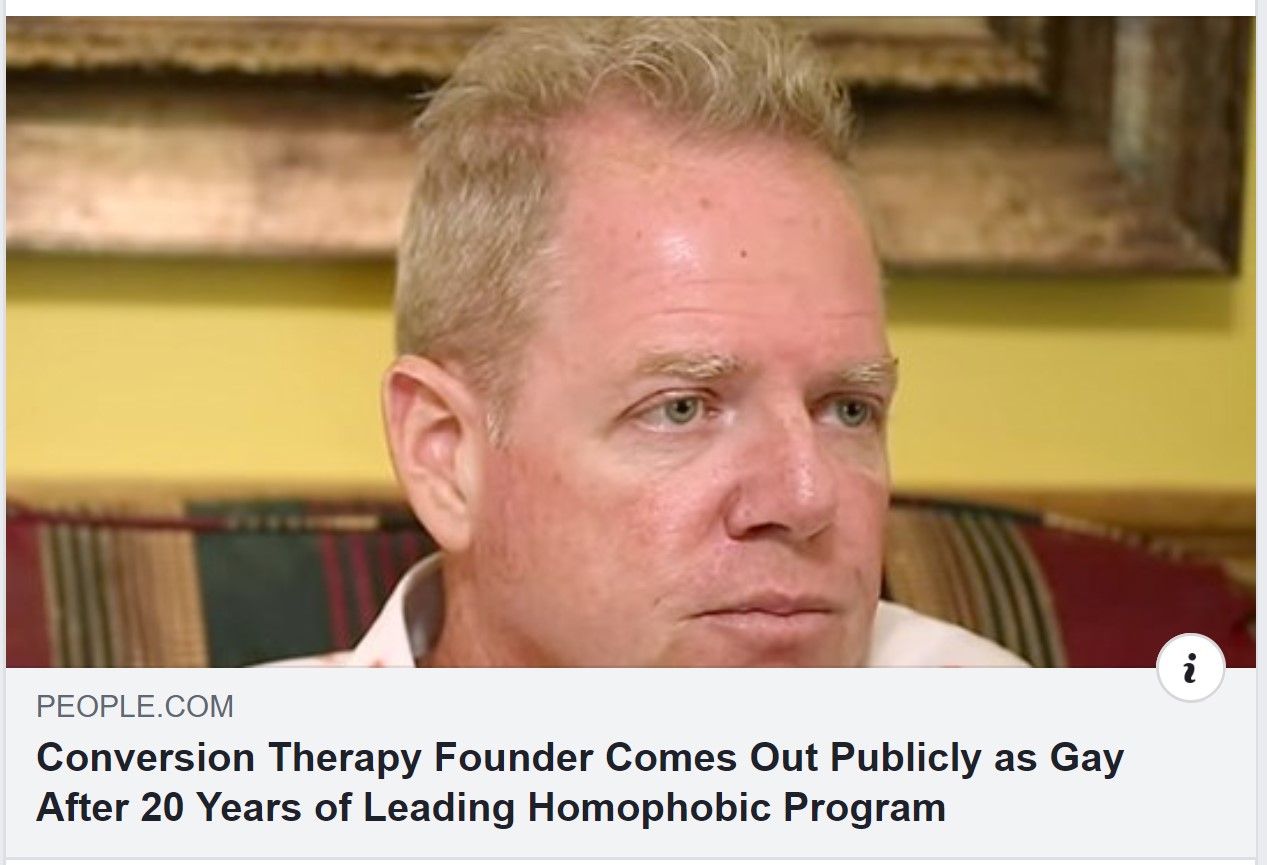 PEOPLE.COM
Conversion Therapy Founder Comes Out Publicly as Gay
After 20 Years of Leading Homophobic Program